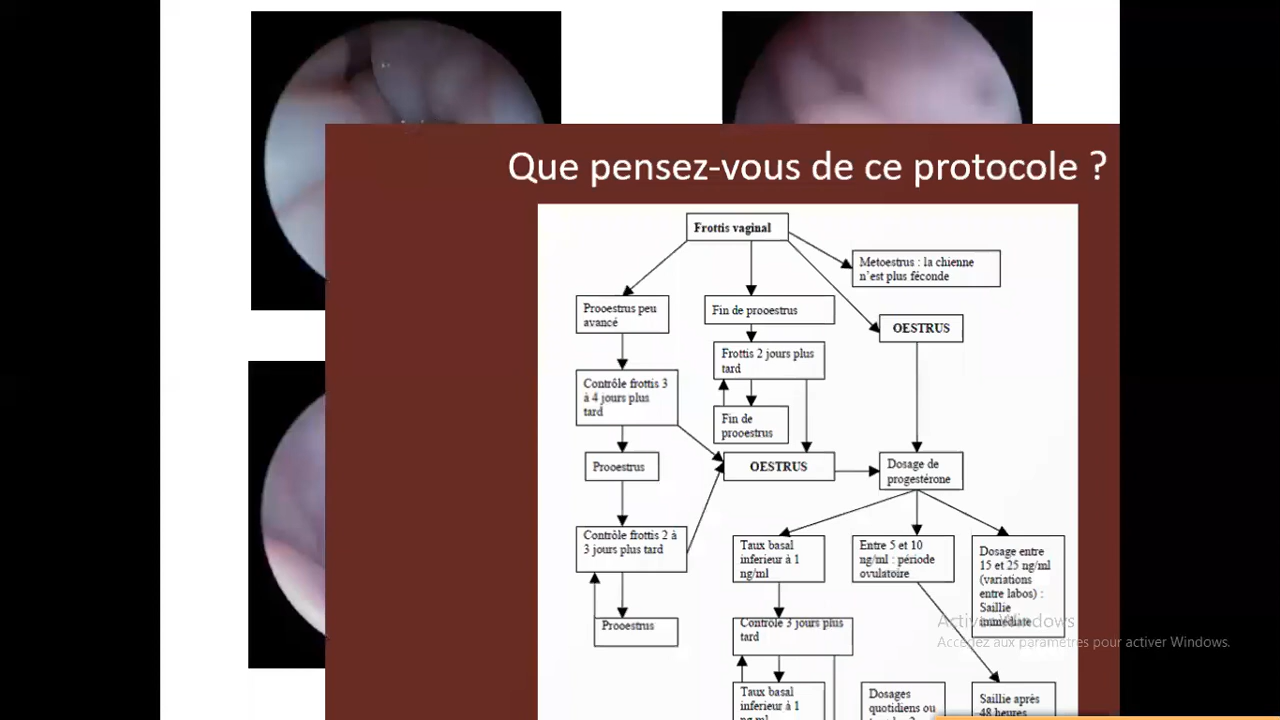 Que pensez-vous de ce protocole ?
Frottis vaginal
Metoestrus : la chienne
n'est plus féconde
Prooestrus peu
avancé
Fin de prooestrus
OESTRUS
Frottis 2 jours plus
tard
Contrôle frottis 3
à 4 jours plus
tard
Fin de
prooestrus
Prooestrus
OESTRUS
Dosage de
progestérone
Contrôle frottis 2 à
3 jours plus tard
Taux basal
inferieur à 1
ng/ml
Entre 5 et 10
ng/ml : période
ovulatoire
Dosage entre
15 et 25 ng/ml
(variations
entre labos) :
Saillie
immédiate
Prooestrus
Contrôle 3 jours plus
tard
Activer Windows
Accédez aux paramètres pour activer Windows.
Taux basal
inferieur à 1
Dosages
quotidiens ou
Saillie après
48 heures